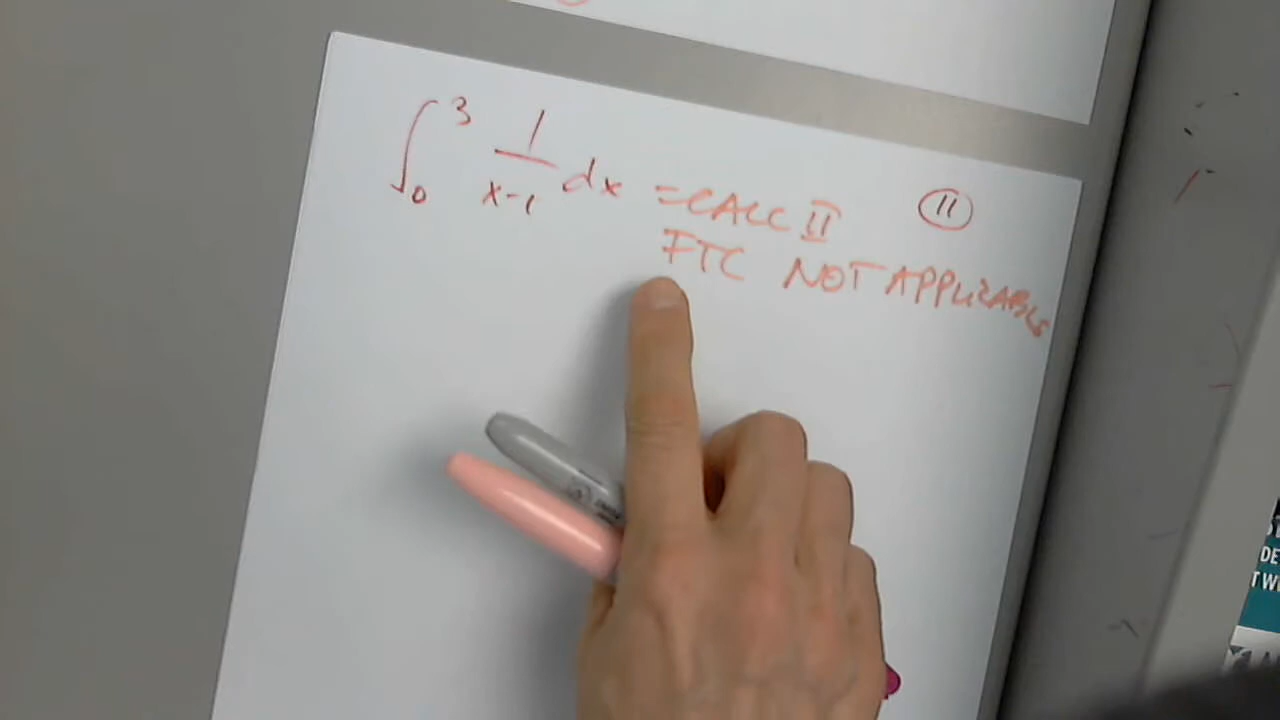 ∫₀³ 1/(x-1) dx = CALC II ⑪
FTC NOT APPLICABLE